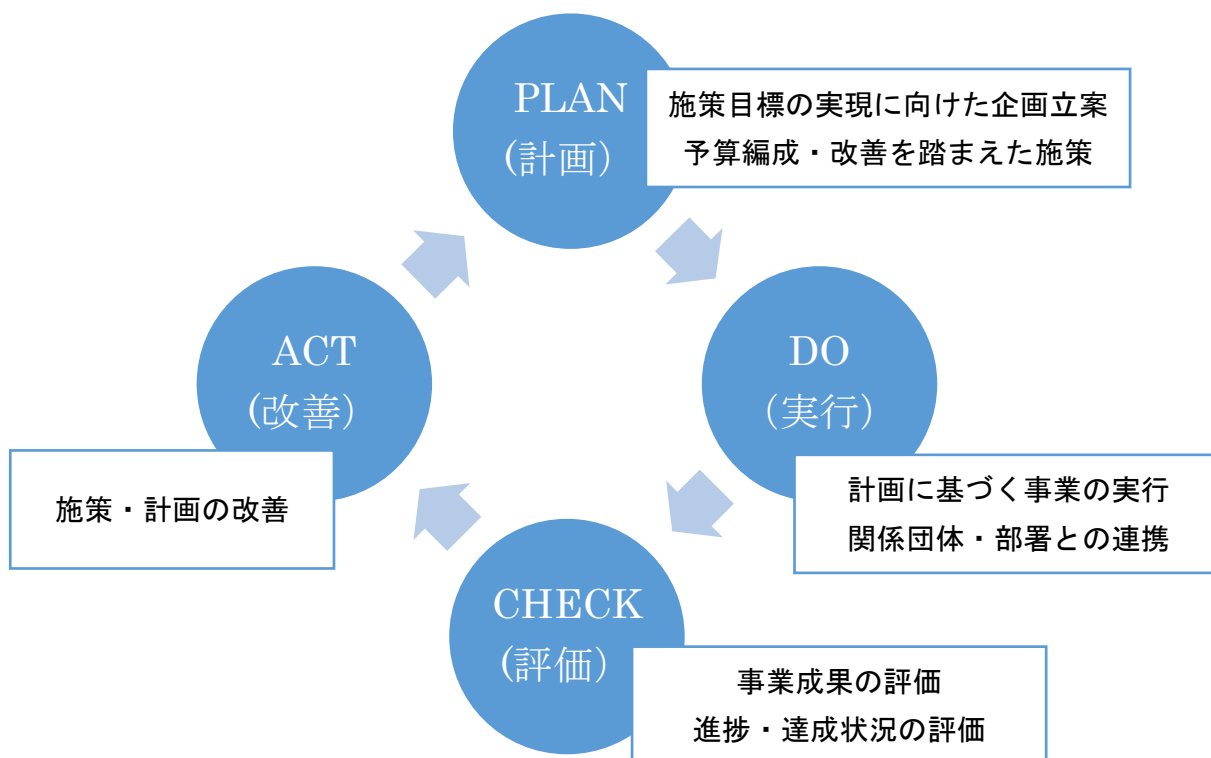 PLAN
(計画)
施策目標の実現に向けた企画立案
予算編成・改善を踏まえた施策
ACT
(改善)
施策・計画の改善
DO
(実行)
計画に基づく事業の実行
関係団体・部署との連携
CHECK
(評価)
事業成果の評価
進捗・達成状況の評価